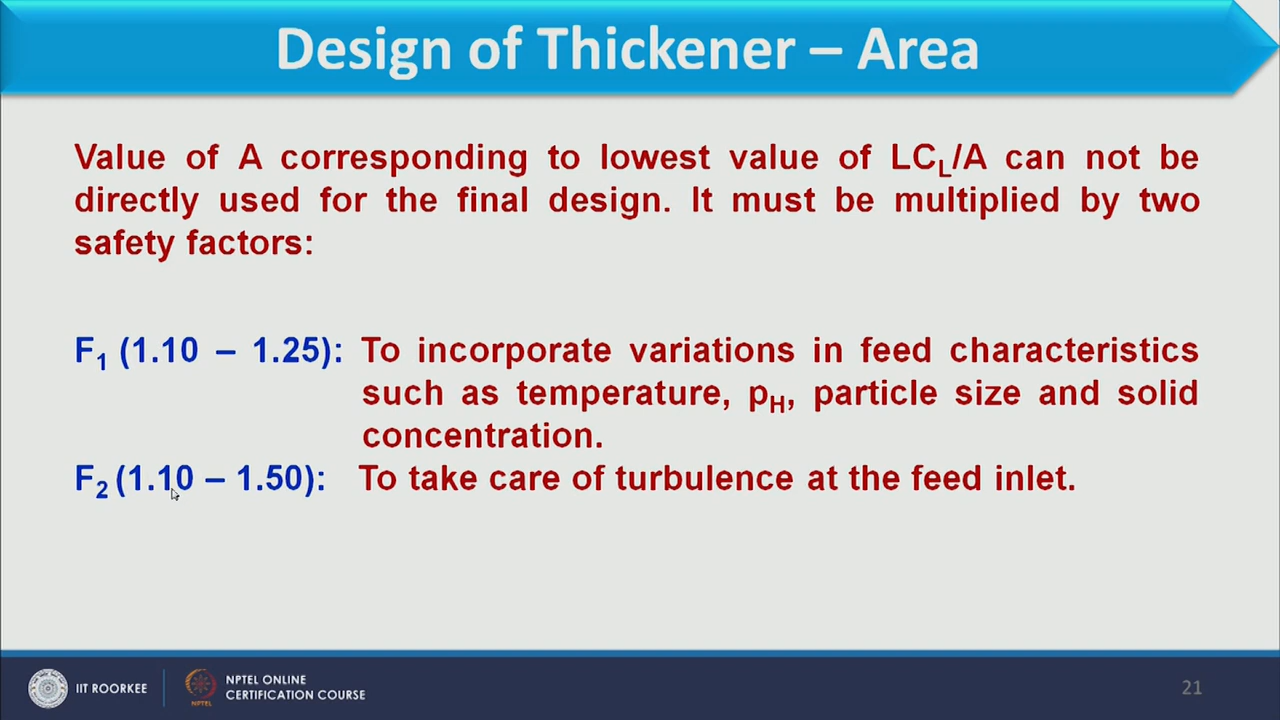 Design of Thickener – Area
Value of A corresponding to lowest value of LCL/A can not be
directly used for the final design. It must be multiplied by two
safety factors:
F1 (1.10 – 1.25): To incorporate variations in feed characteristics
such as temperature, pH, particle size and solid
concentration.
F2 (1.10 – 1.50): To take care of turbulence at the feed inlet.
IIT ROORKEE
NPTEL
NPTEL ONLINE
CERTIFICATION COURSE
21